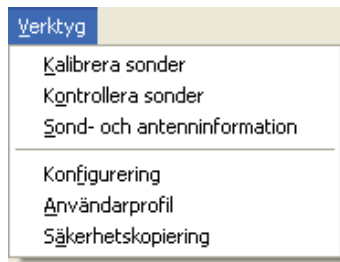 Verktyg
Kalibrera sonder
Kontrollera sonder
Sond- och antenninformation
Konfigurering
Användarprofil
Säkerhetskopiering